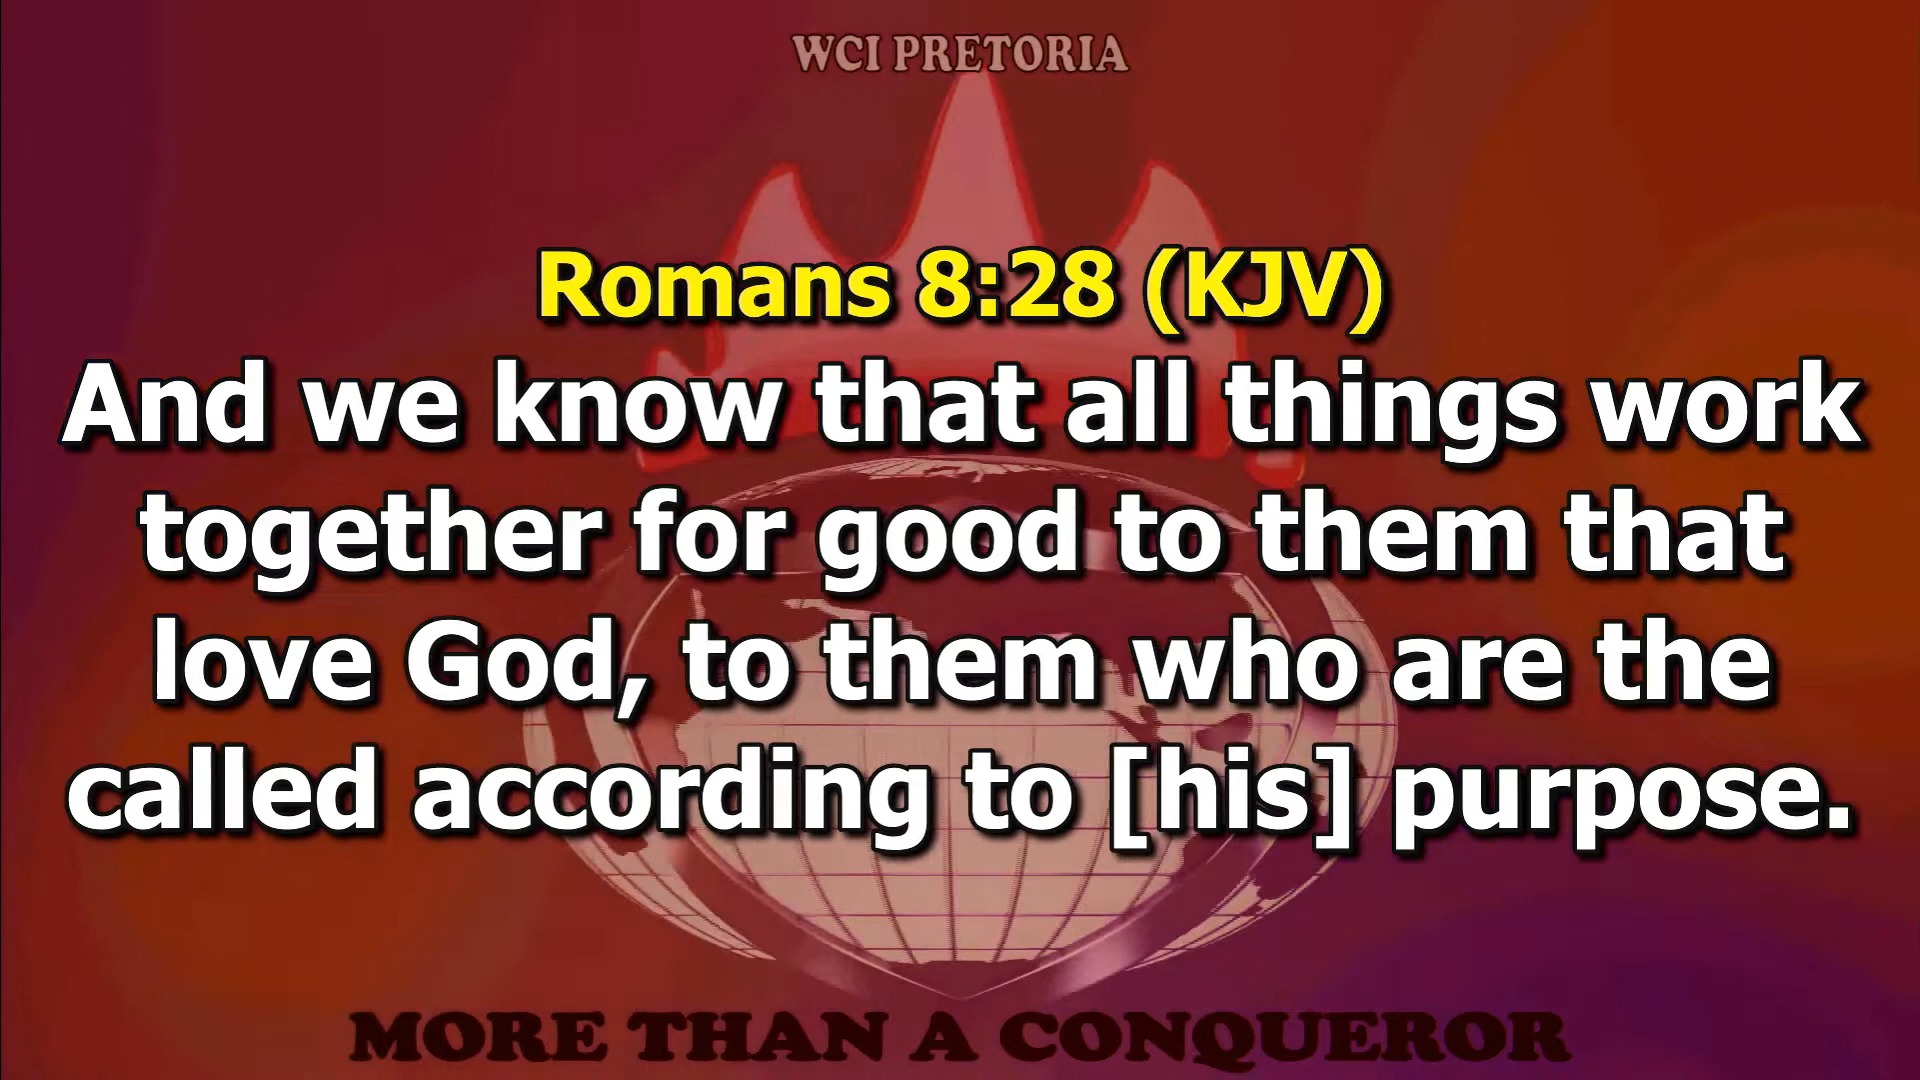 WCI PRETORIA
Romans 8:28 (KJV)
And we know that all things work
together for good to them that
love God, to them who are the
called according to [his] purpose.
MORE THAN A CONQUEROR